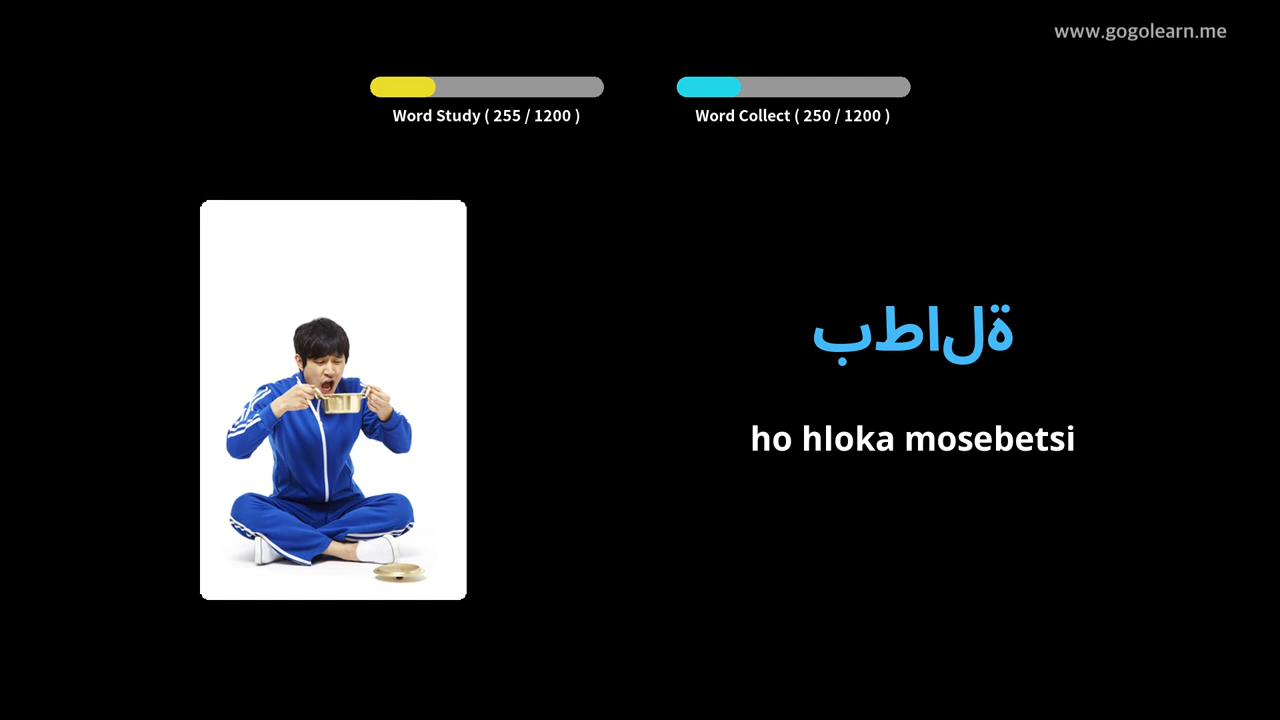 www.gogolearn.me
Word Study ( 255 / 1200 )
Word Collect ( 250 / 1200 )
بطالة
ho hloka mosebetsi